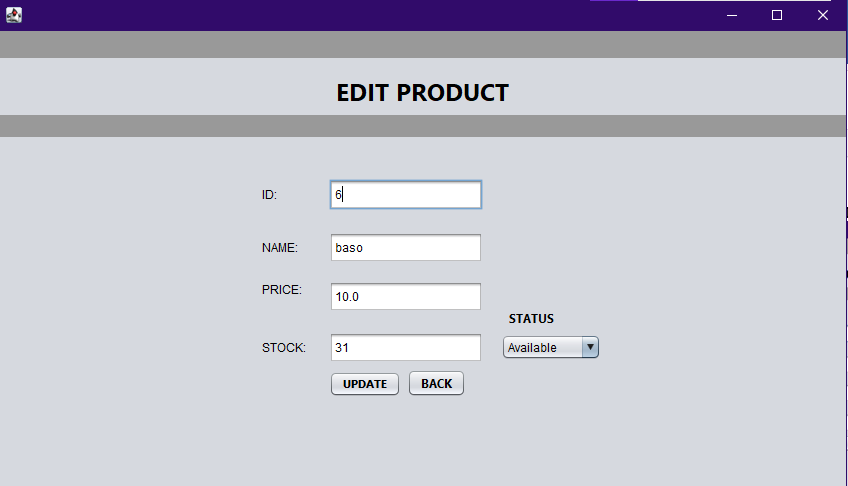 EDIT PRODUCT
ID: 6
NAME: baso
PRICE: 10.0
STATUS
STOCK: 31 Available
UPDATE BACK